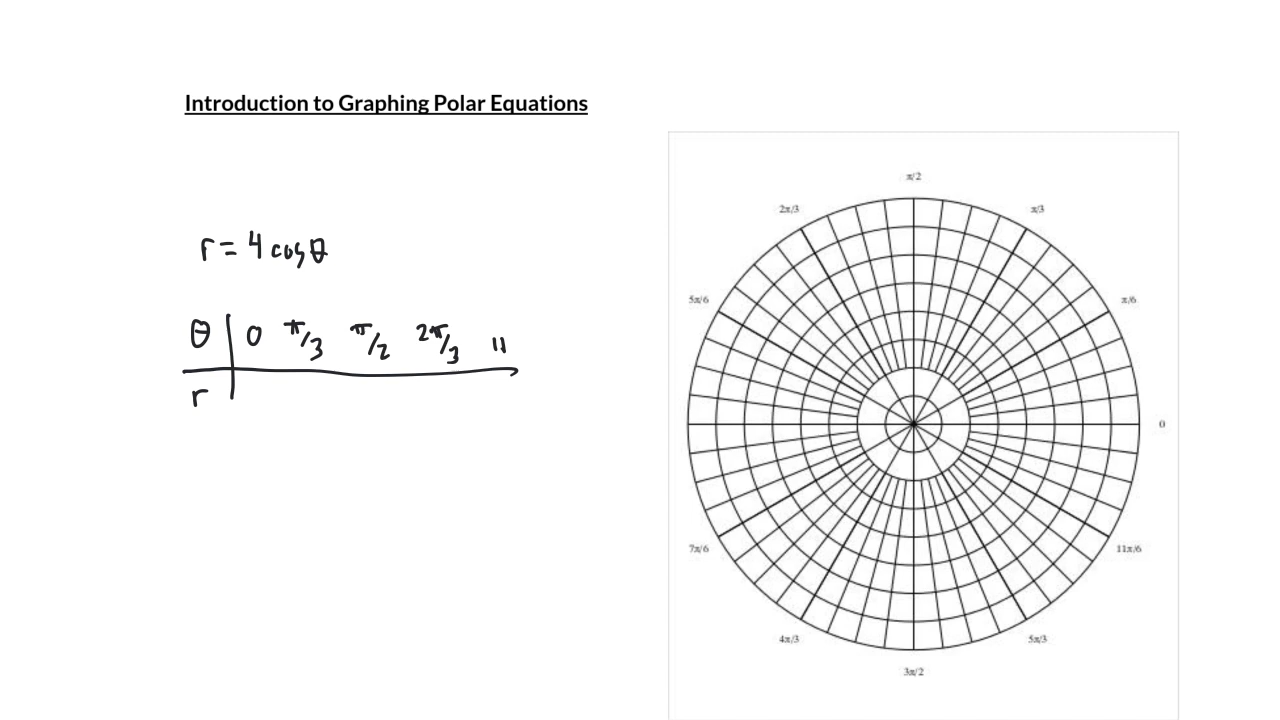 Introduction to Graphing Polar Equations
r = 4 cos θ
θ 0 π/3 π/2 2π/3 π
r
π/2
2π/3 π/3
5π/6 π/6
0
7π/6 11π/6
4π/3 5π/3
3π/2